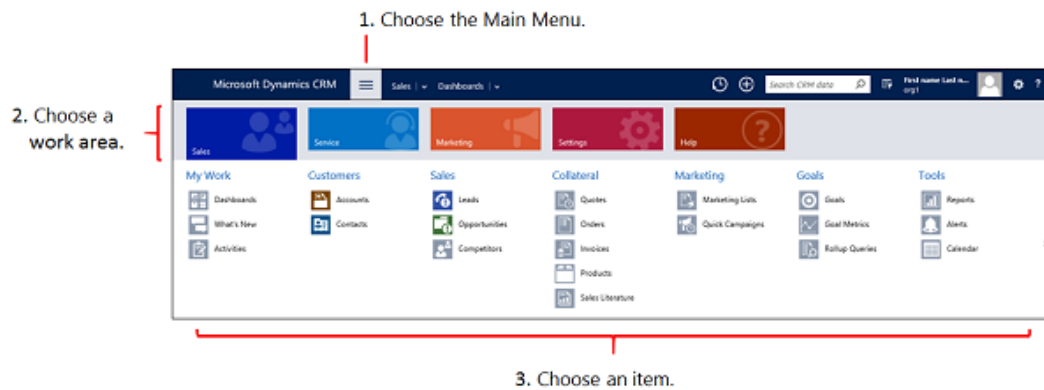 1. Choose the Main Menu.
Microsoft Dynamics CRM Sales | Dashboards | Search CRM data First name Last n...
org1 ?
2. Choose a
work area.
Sales Service Marketing Settings Help
My Work Customers Sales Collateral Marketing Goals Tools
Dashboards Accounts Leads Quotes Marketing Lists Goals Reports
What's New Contacts Opportunities Orders Quick Campaigns Goal Metrics Alerts
Activities Competitors Invoices Rollup Queries Calendar
Products
Sales Literature
3. Choose an item.